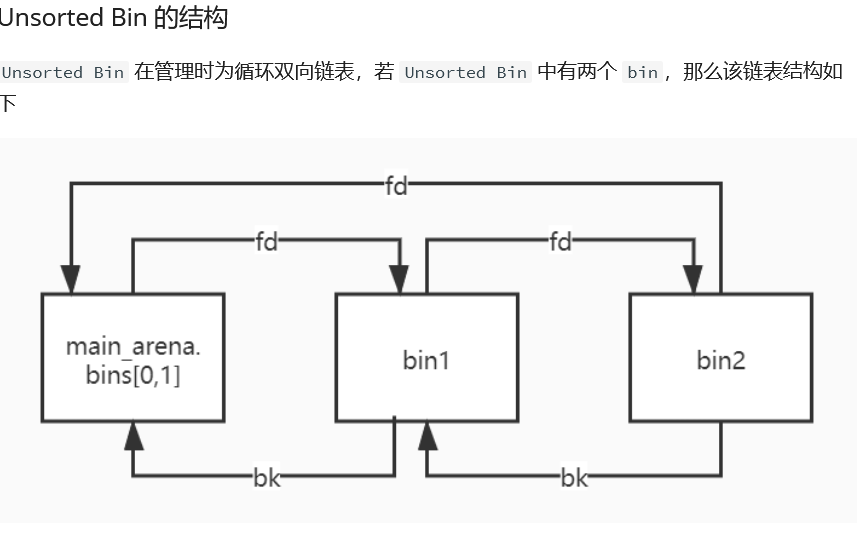 Unsorted Bin 的结构
Unsorted Bin 在管理时为循环双向链表，若 Unsorted Bin 中有两个 bin，那么该链表结构如
下
fd
fd
fd
main_arena.
bins[0,1]
bin1
bin2
bk
bk